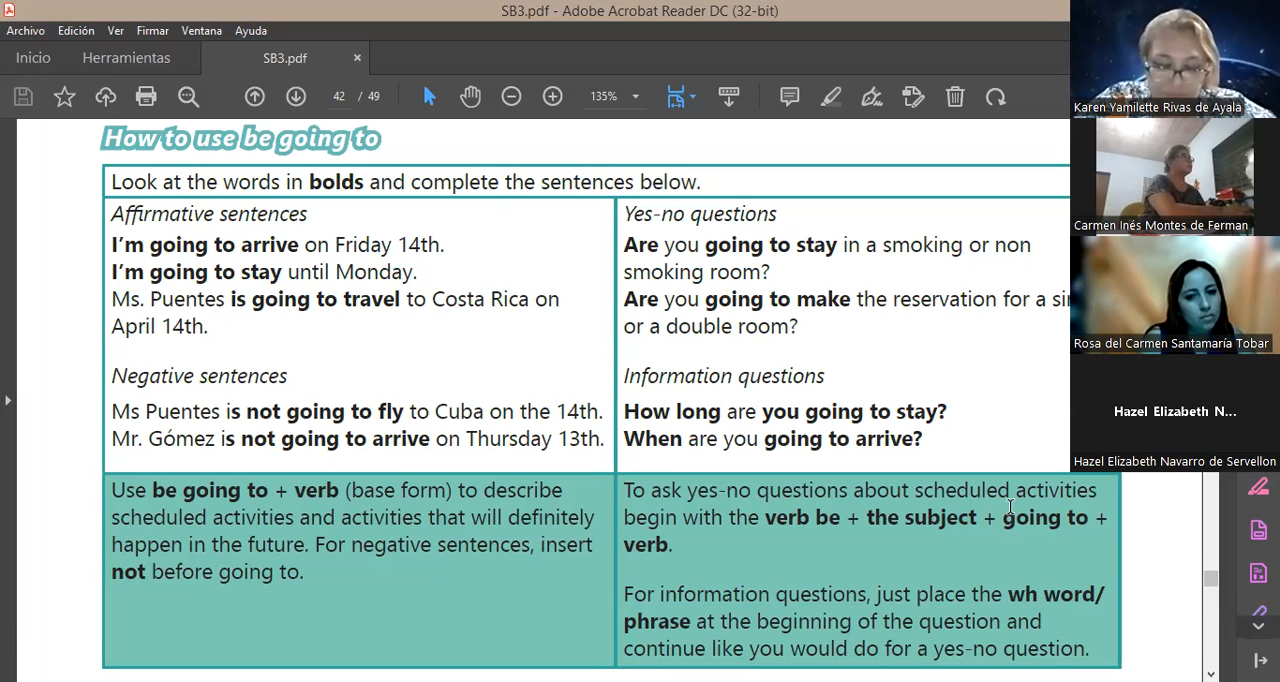 SB3.pdf - Adobe Acrobat Reader DC (32-bit)
Archivo Edición Ver Firmar Ventana Ayuda
Inicio Herramientas SB3.pdf ×
42 / 49 135%
How to use be going to
Look at the words in bolds and complete the sentences below.
Affirmative sentences
I'm going to arrive on Friday 14th.
I'm going to stay until Monday.
Ms. Puentes is going to travel to Costa Rica on
April 14th.
Negative sentences
Ms Puentes is not going to fly to Cuba on the 14th.
Mr. Gómez is not going to arrive on Thursday 13th.
Yes-no questions
Are you going to stay in a smoking or non
smoking room?
Are you going to make the reservation for a
or a double room?
Information questions
How long are you going to stay?
When are you going to arrive?
Use be going to + verb (base form) to describe
scheduled activities and activities that will definitely
happen in the future. For negative sentences, insert
not before going to.
To ask yes-no questions about scheduled activities
begin with the verb be + the subject + going to +
verb.
For information questions, just place the wh word/
phrase at the beginning of the question and
continue like you would do for a yes-no question.
Karen Yamilette Rivas de Ayala
Carmen Inés Montes de Ferman
Rosa del Carmen Santamaría Tobar
Hazel Elizabeth N...
Hazel Elizabeth Navarro de Servellon